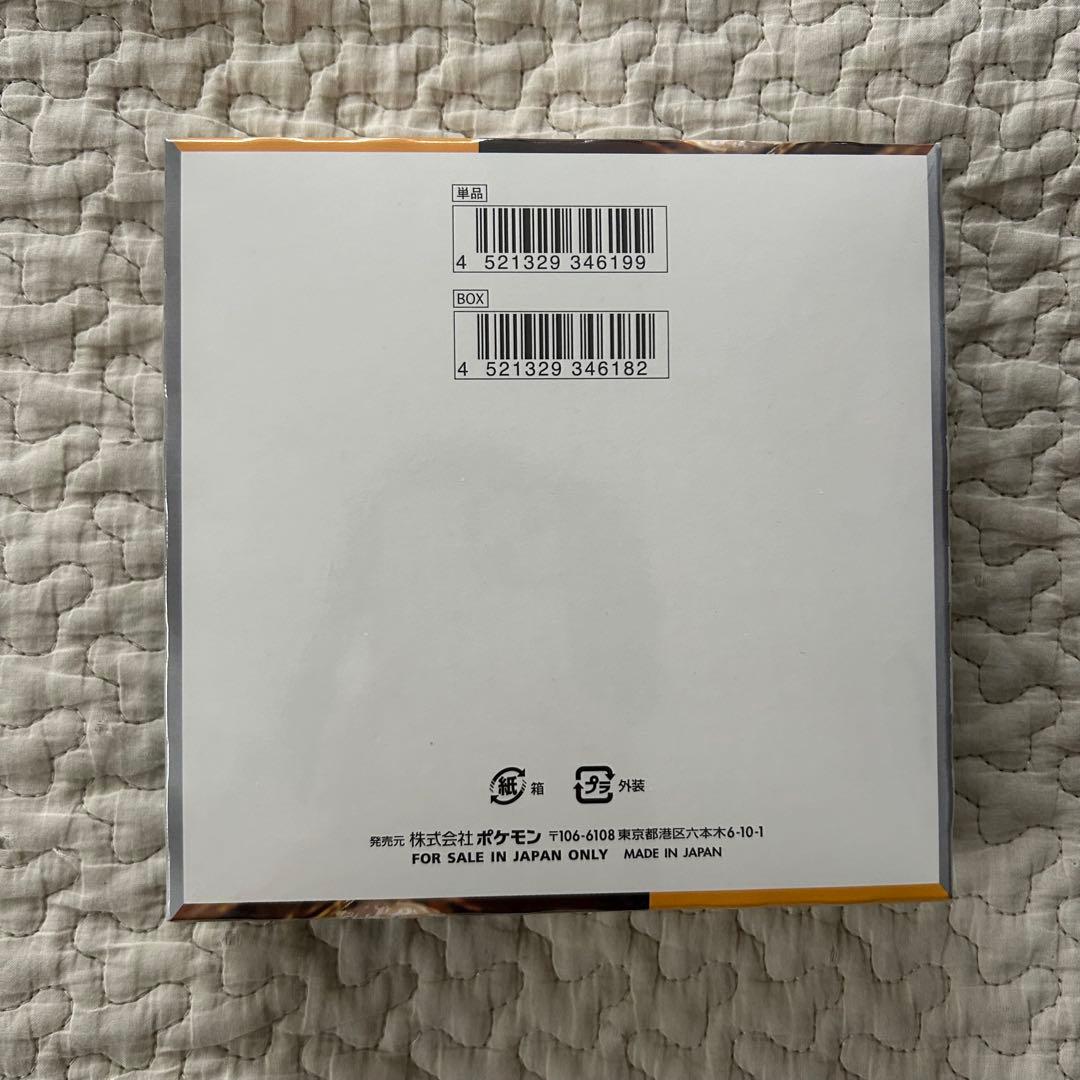 単品
4 521329 346199
BOX
4 521329 346182
紙 箱 プラ 外装
発売元 株式会社 ポケモン 〒106-6108 東京都港区六本木6-10-1
FOR SALE IN JAPAN ONLY MADE IN JAPAN